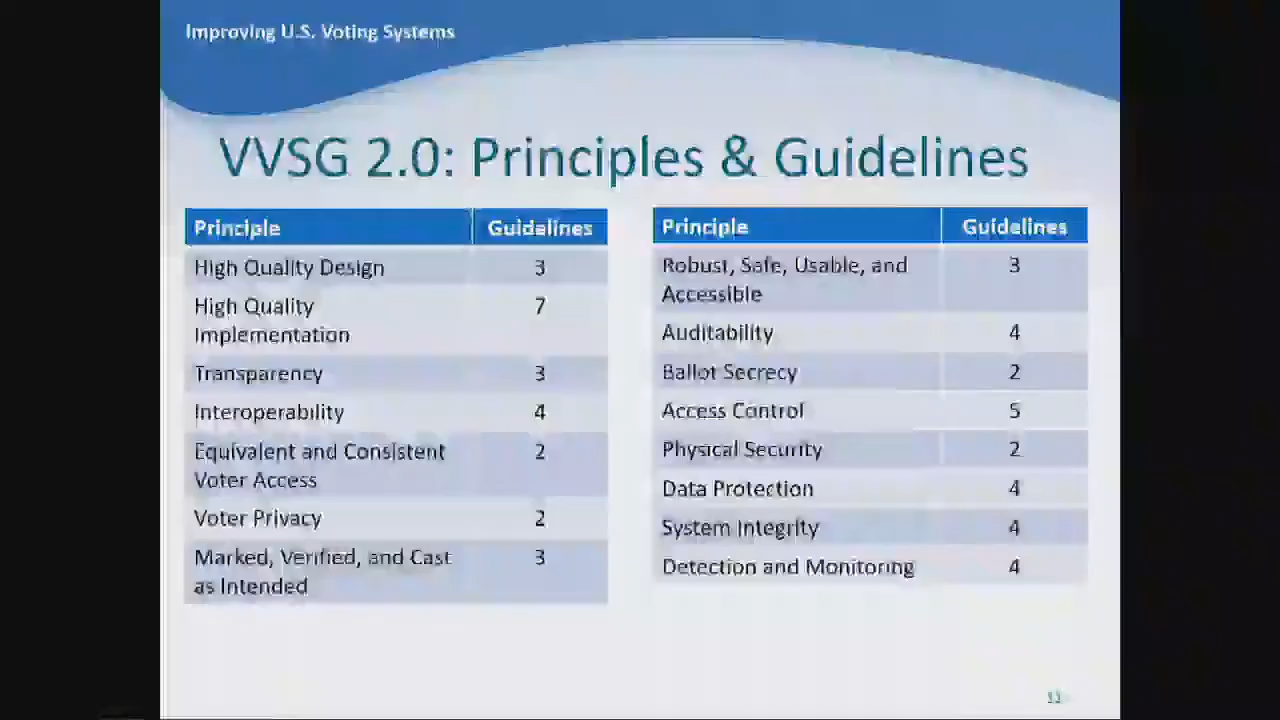 Improving U.S. Voting Systems
VVSG 2.0: Principles & Guidelines
Principle Guidelines
High Quality Design 3
High Quality 7
Implementation
Transparency 3
Interoperability 4
Equivalent and Consistent 2
Voter Access
Voter Privacy 2
Marked, Verified, and Cast 3
as Intended
Principle Guidelines
Robust, Safe, Usable, and 3
Accessible
Auditability 4
Ballot Secrecy 2
Access Control 5
Physical Security 2
Data Protection 4
System Integrity 4
Detection and Monitoring 4